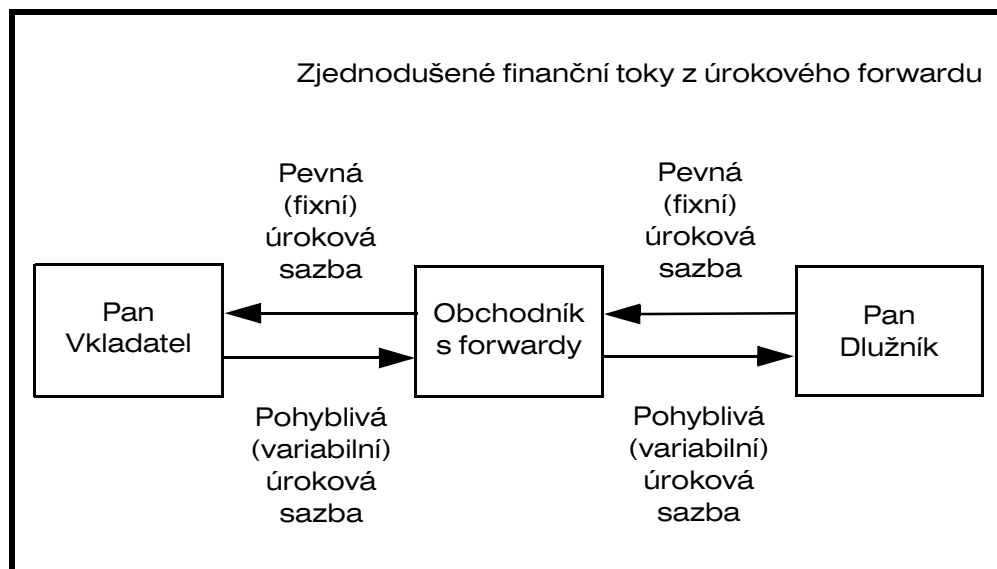 Zjednodušené finanční toky z úrokového forwardu
Pevná
(fixní)
úroková
sazba
Pevná
(fixní)
úroková
sazba
Pan
Vkladatel
Obchodník
s forwardy
Pan
Dlužník
Pohyblivá
(variabilní)
úroková
sazba
Pohyblivá
(variabilní)
úroková
sazba